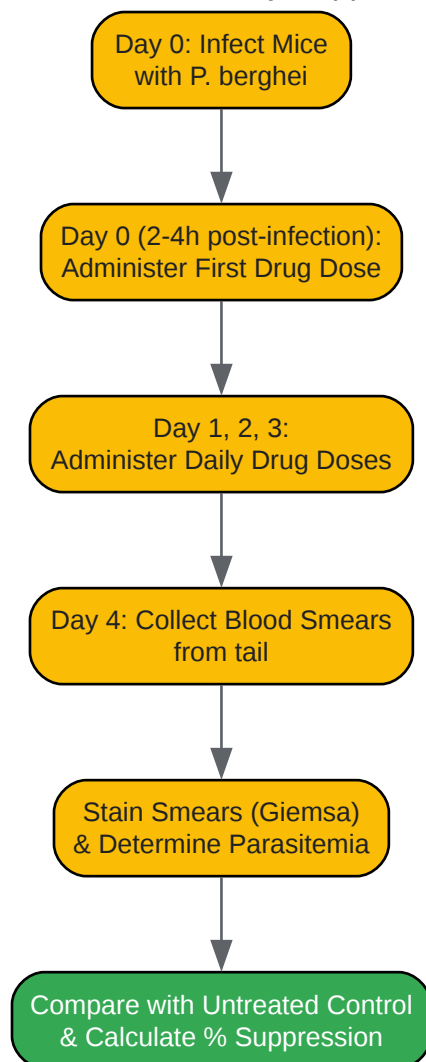 Day 0: Infect Mice
with P. berghei
Day 0 (2-4h post-infection):
Administer First Drug Dose
Day 1, 2, 3:
Administer Daily Drug Doses
Day 4: Collect Blood Smears
from tail
Stain Smears (Giemsa)
& Determine Parasitemia
Compare with Untreated Control
& Calculate % Suppression